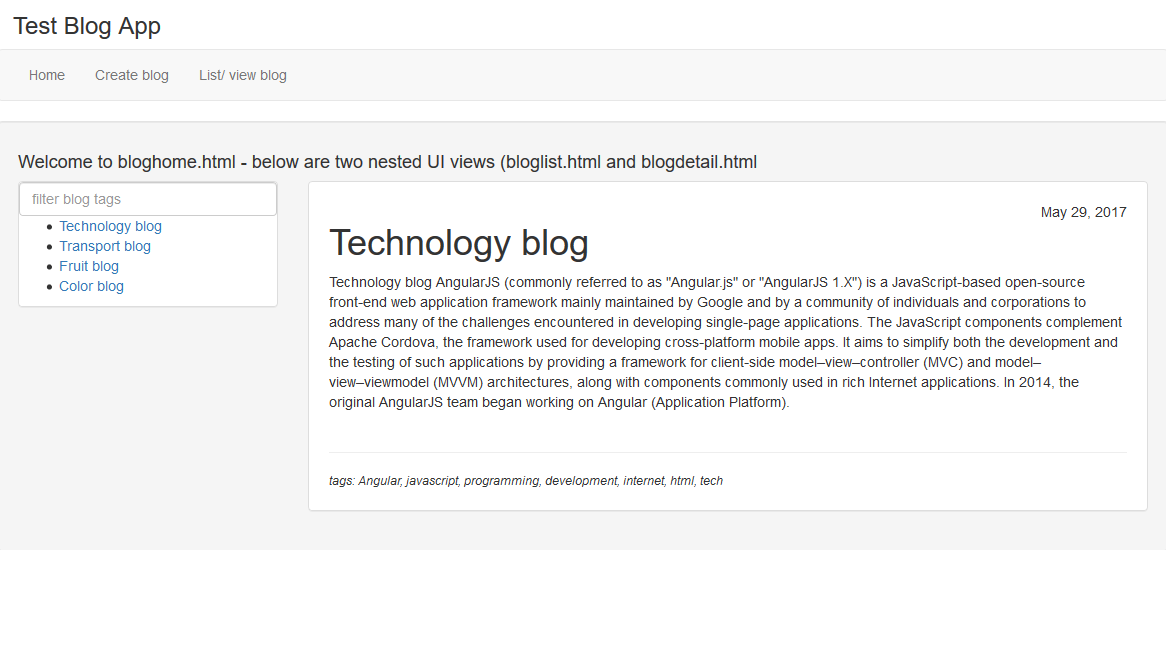 Test Blog App
Home Create blog List/ view blog
Welcome to bloghome.html - below are two nested UI views (bloglist.html and blogdetail.html
filter blog tags
Technology blog
Transport blog
Fruit blog
Color blog
May 29, 2017
Technology blog
Technology blog AngularJS (commonly referred to as "Angular.js" or "AngularJS 1.X") is a JavaScript-based open-source
front-end web application framework mainly maintained by Google and by a community of individuals and corporations to
address many of the challenges encountered in developing single-page applications. The JavaScript components complement
Apache Cordova, the framework used for developing cross-platform mobile apps. It aims to simplify both the development and
the testing of such applications by providing a framework for client-side model–view–controller (MVC) and model–
view–viewmodel (MVVM) architectures, along with components commonly used in rich Internet applications. In 2014, the
original AngularJS team began working on Angular (Application Platform).
tags: Angular, javascript, programming, development, internet, html, tech